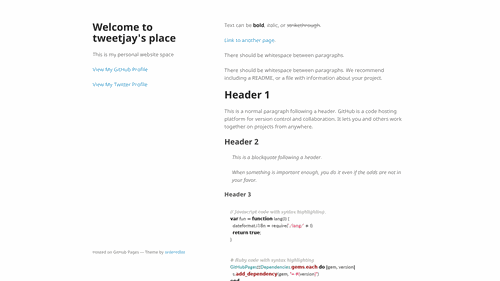 Welcome to
tweetjay's place
This is my personal website space
View My GitHub Profile
View My Twitter Profile
Hosted on GitHub Pages — Theme by orderedlist
Text can be bold, italic, or strikethrough.
Link to another page.
There should be whitespace between paragraphs.
There should be whitespace between paragraphs. We recommend
including a README, or a file with information about your project.
Header 1
This is a normal paragraph following a header. GitHub is a code hosting
platform for version control and collaboration. It lets you and others work
together on projects from anywhere.
Header 2
This is a blockquote following a header.
When something is important enough, you do it even if the odds are not in
your favor.
Header 3
// Javascript code with syntax highlighting.
var fun = function lang(l) {
dateformat.i18n = require('./lang/' + l)
return true;
}
# Ruby code with syntax highlighting
GitHubPages::Dependencies.gems.each do |gem, version|
s.add_dependency(gem, "= #{version}")
end